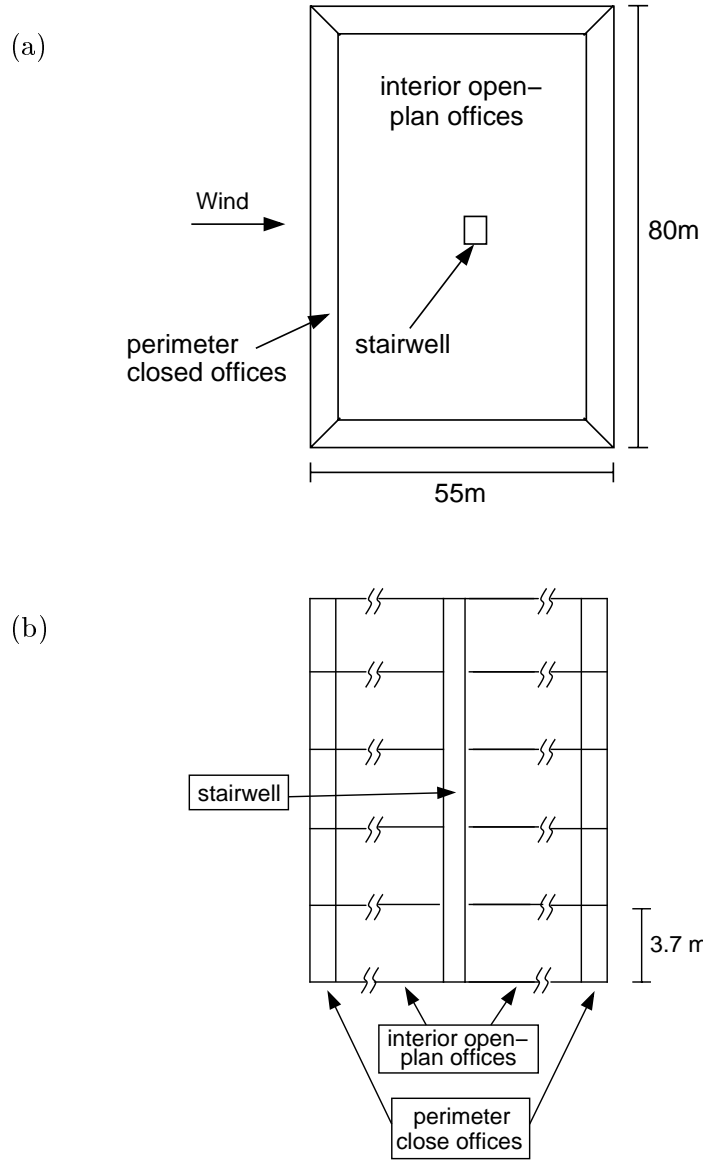 (a)
interior open−
plan offices
Wind
80m
perimeter
closed offices
stairwell
55m
(b)
stairwell
3.7 m
interior open−
plan offices
perimeter
close offices